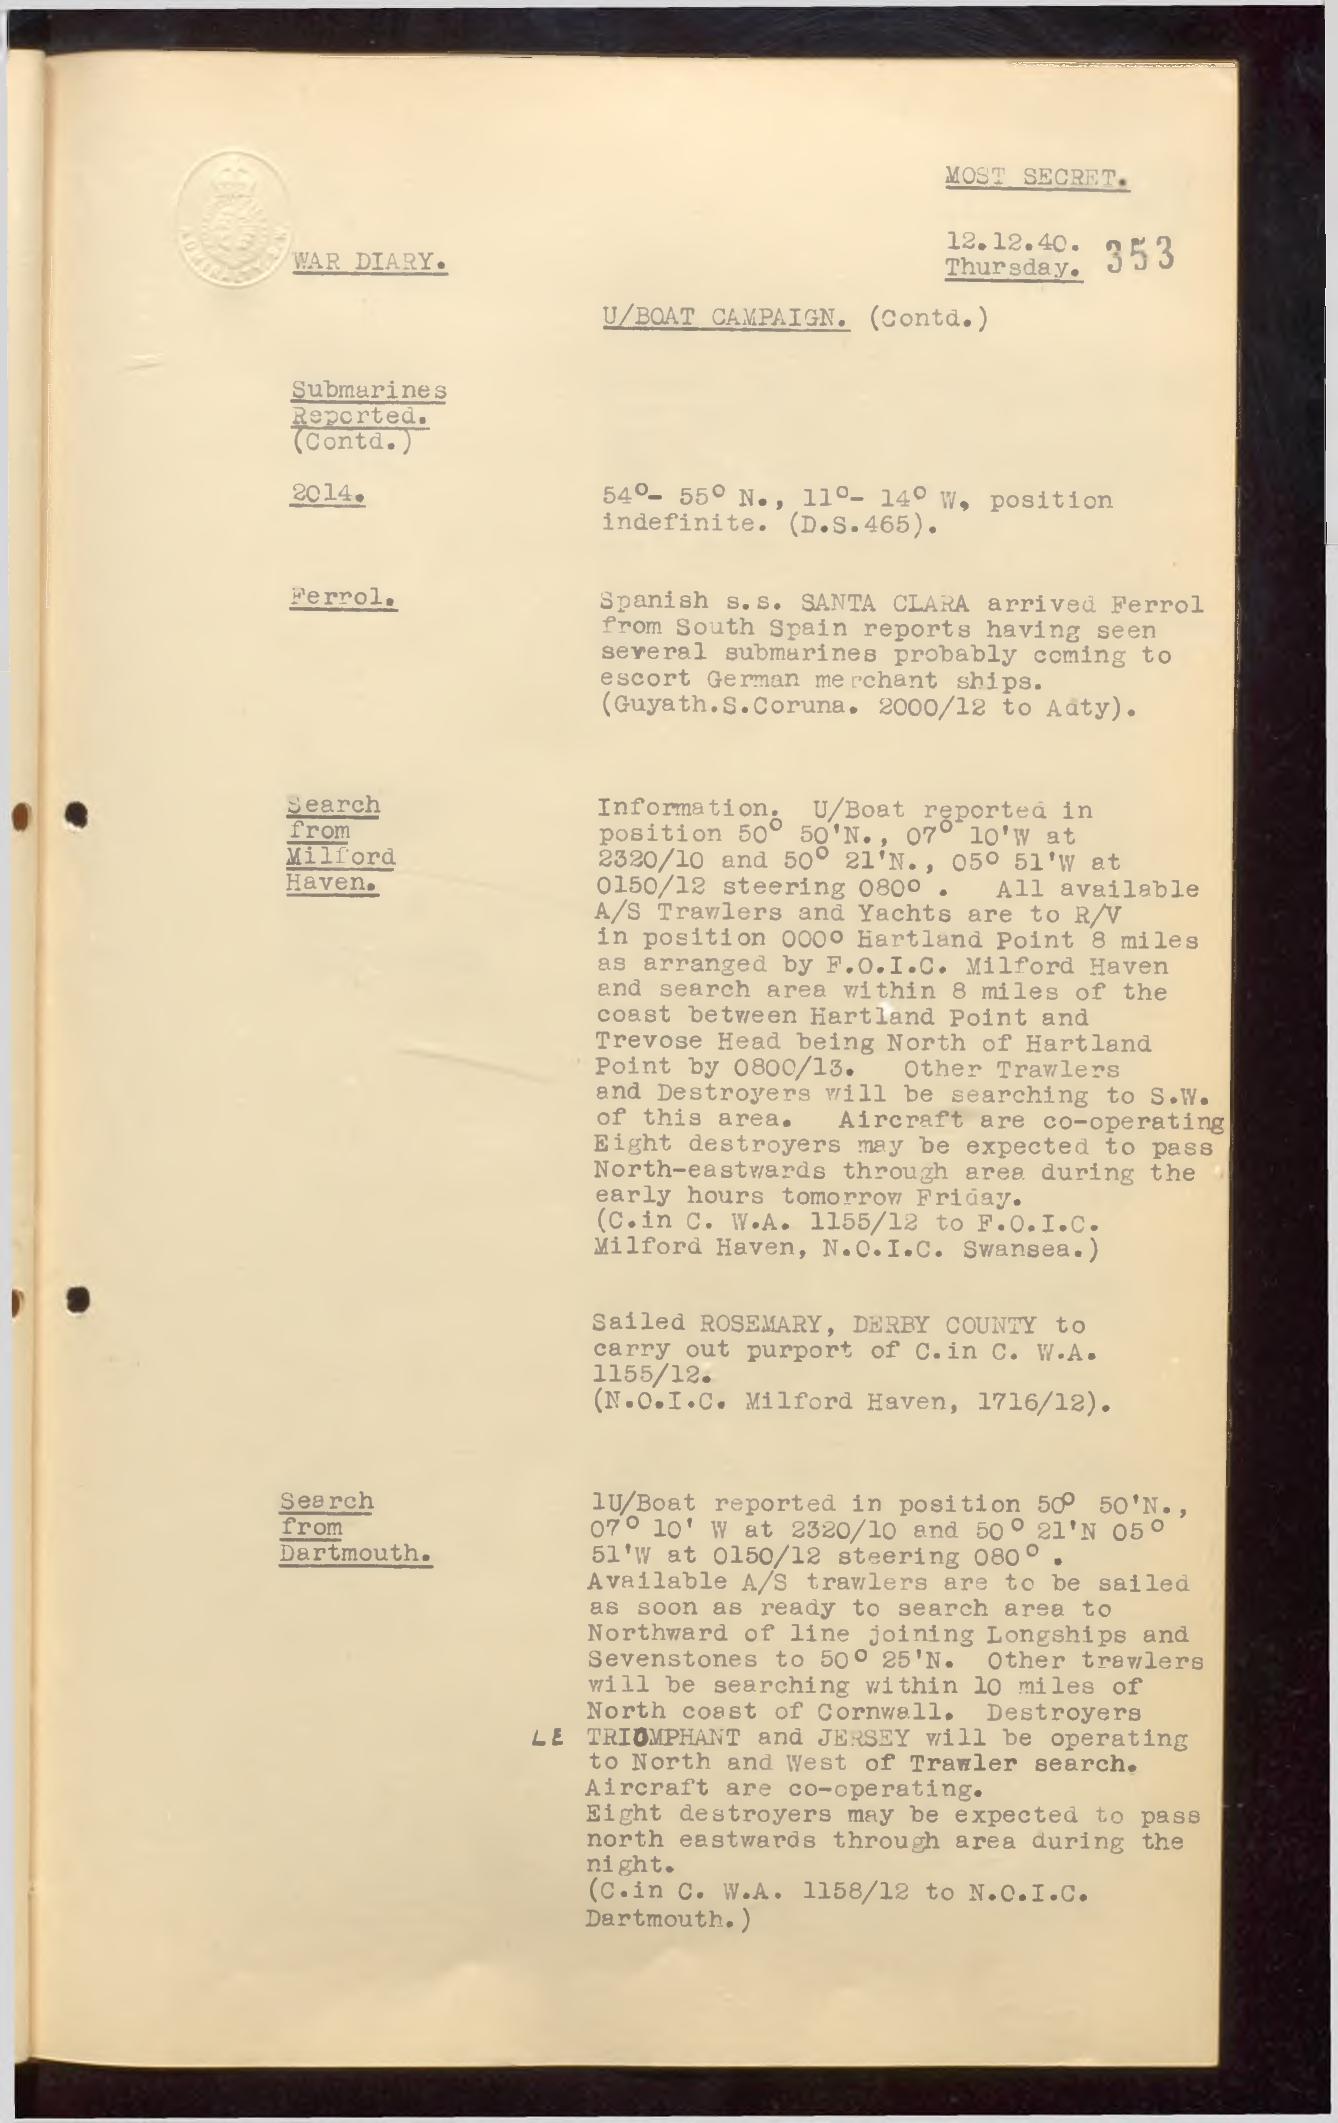 MOST SECRET.
12.12.40. 353
WAR DIARY. Thursday.
U/BOAT CAMPAIGN. (Contd.)
Submarines
Reported.
(Contd.)
2014. 54°- 55° N., 11°- 14° W, position
indefinite. (D.S.465).
Ferrol. Spanish s.s. SANTA CLARA arrived Ferrol
from South Spain reports having seen
several submarines probably coming to
escort German merchant ships.
(Guyath.S.Coruna. 2000/12 to Adty).
Search Information. U/Boat reported in
from position 50° 50'N., 07° 10'W at
Milford 2320/10 and 50° 21'N., 05° 51'W at
Haven. 0150/12 steering 080° . All available
A/S Trawlers and Yachts are to R/V
in position 000° Hartland Point 8 miles
as arranged by F.O.I.C. Milford Haven
and search area within 8 miles of the
coast between Hartland Point and
Trevose Head being North of Hartland
Point by 0800/13. Other Trawlers
and Destroyers will be searching to S.W.
of this area. Aircraft are co-operating
Eight destroyers may be expected to pass
North-eastwards through area during the
early hours tomorrow Friday.
(C.in C. W.A. 1155/12 to F.O.I.C.
Milford Haven, N.O.I.C. Swansea.)
Sailed ROSEMARY, DERBY COUNTY to
carry out purport of C.in C. W.A.
1155/12.
(N.O.I.C. Milford Haven, 1716/12).
Search 1U/Boat reported in position 50° 50'N.,
from 07° 10' W at 2320/10 and 50° 21'N 05°
Dartmouth. 51'W at 0150/12 steering 080° .
Available A/S trawlers are to be sailed
as soon as ready to search area to
Northward of line joining Longships and
Sevenstones to 50° 25'N. Other trawlers
will be searching within 10 miles of
North coast of Cornwall. Destroyers
LE TRIOMPHANT and JERSEY will be operating
to North and West of Trawler search.
Aircraft are co-operating.
Eight destroyers may be expected to pass
north eastwards through area during the
night.
(C.in C. W.A. 1158/12 to N.O.I.C.
Dartmouth.)